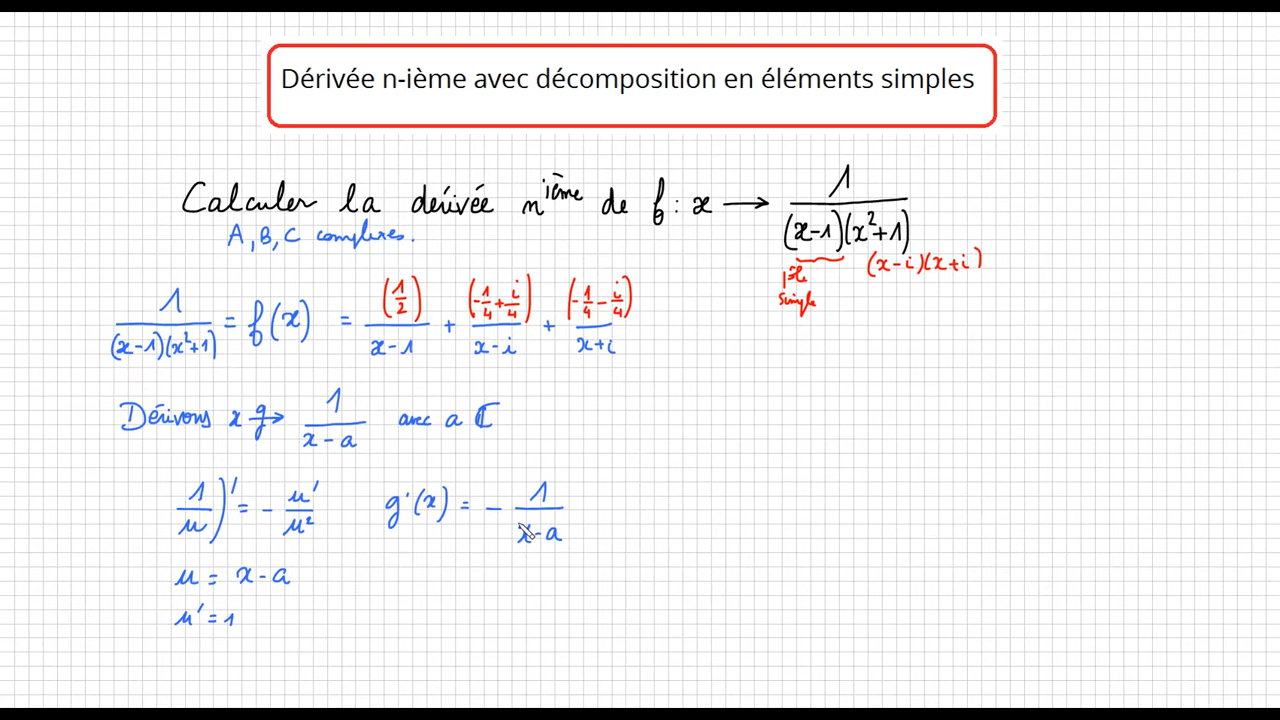 Dérivée n-ième avec décomposition en éléments simples
Calculer la dérivée n^ième de f : x → 1/((x-1)(x²+1))
A, B, C complexes.
(x-i)(x+i)
simple
1/((x-1)(x²+1)) = f(x) = (1/2)/(x-1) + (-1/4+i/4)/(x-i) + (-1/4-i/4)/(x+i)
Dérivons x g→ 1/(x-a) avec a ℂ
1/u)' = - u'/u² g'(x) = - 1/(x-a)
u = x-a
u' = 1